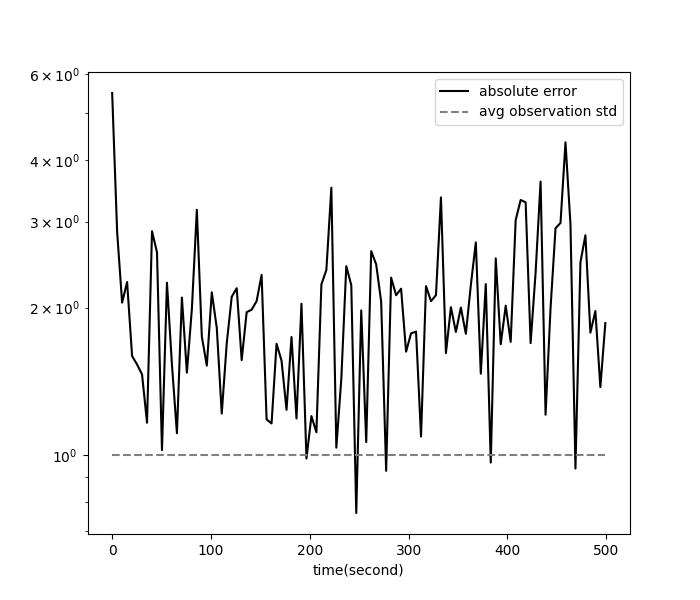 absolute error
avg observation std
6 × 10⁰
4 × 10⁰
3 × 10⁰
2 × 10⁰
10⁰
0 100 200 300 400 500
time(second)